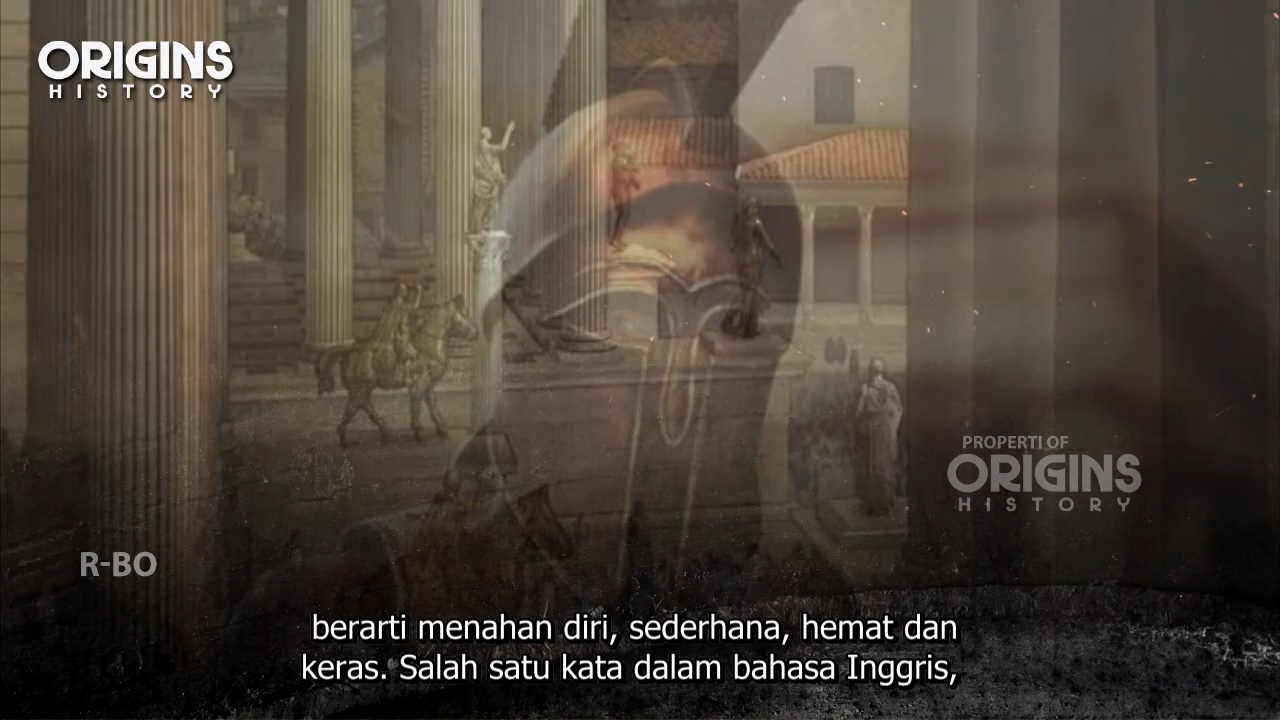 ORIGINS
HISTORY
PROPERTI OF
ORIGINS
HISTORY
R-BO
berarti menahan diri, sederhana, hemat dan
keras. Salah satu kata dalam bahasa Inggris,